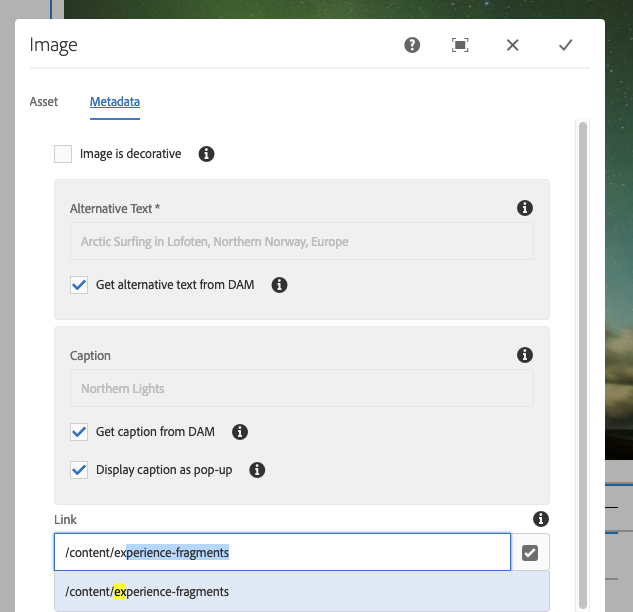 Image
Asset
Metadata
Image is decorative
Alternative Text *
Arctic Surfing in Lofoten, Northern Norway, Europe
Get alternative text from DAM
Caption
Northern Lights
Get caption from DAM
Display caption as pop-up
Link
/content/experience-fragments
/content/experience-fragments